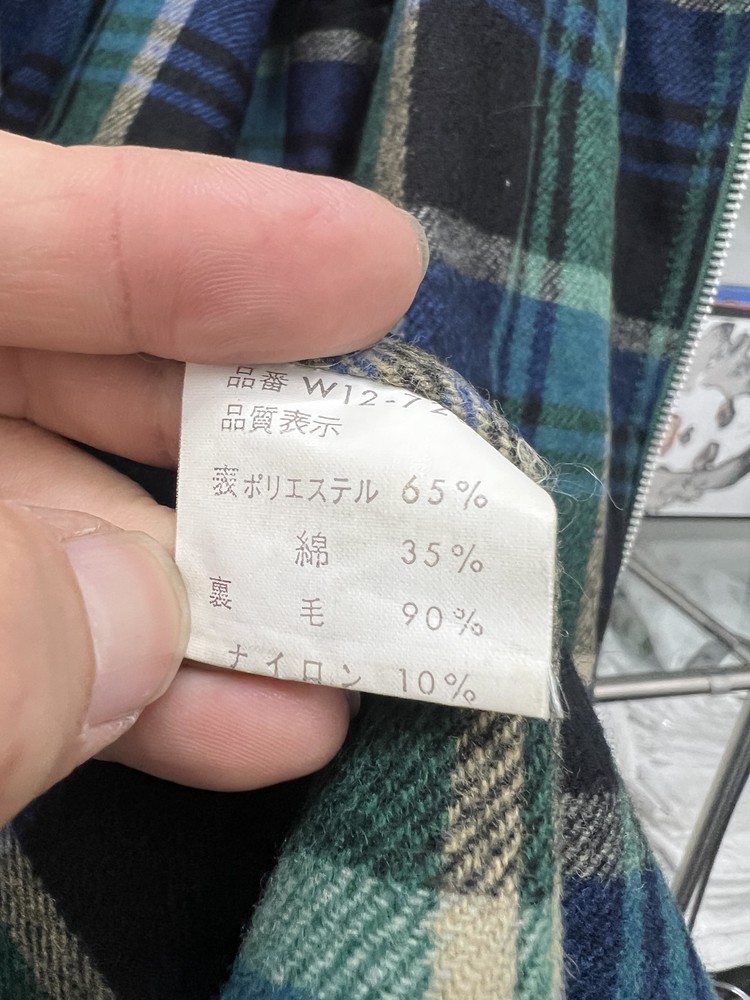 品番 W12-72
品質表示
表ポリエステル 65%
綿 35%
裏 毛 90%
ナイロン 10%